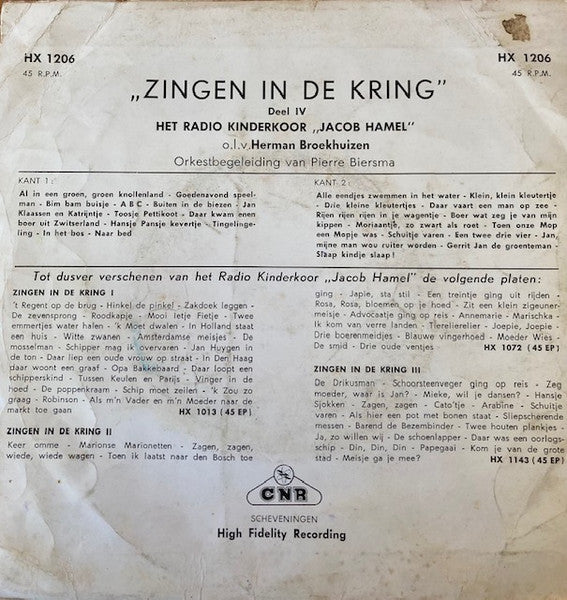 HX 1206
45 R.P.M.
HX 1206
45 R.P.M.
„ZINGEN IN DE KRING”
Deel IV
HET RADIO KINDERKOOR „JACOB HAMEL”
o.l.v. Herman Broekhuizen
Orkestbegeleiding van Pierre Biersma
KANT 1:
Al in een groen, groen knollenland - Goedenavond speel-
man - Bim bam buisje - A B C - Buiten in de biezen - Jan
Klaassen en Katrijntje - Toosje Pettikoot - Daar kwam enen
boer uit Zwitserland - Hansje Pansje kevertje - Tingelinge-
ling - In het bos - Naar bed
KANT 2:
Alle eendjes zwemmen in het water - Klein, klein kleutertje
- Drie kleine kleutertjes - Daar vaart een man op zee -
Rijen rijen rijen in je wagentje - Boer wat zeg je van mijn
kippen - Moriaantje, zo zwart als roet - Toen onze Mop
een Mopje was - Schuitje varen - Een twee drie vier - Jan,
mijne man wou ruiter worden - Gerrit Jan de groenteman -
Slaap kindje slaap!
Tot dusver verschenen van het Radio Kinderkoor „Jacob Hamel” de volgende platen:
ZINGEN IN DE KRING I
't Regent op de brug - Hinkel de pinkel - Zakdoek leggen -
De zevensprong - Roodkapje - Mooi letje Fietje - Twee
emmertjes water halen - 'k Moet dwalen - In Holland staat
een huis - Witte zwanen - Amsterdamse meisjes - De
mosselman - Schipper mag ik overvaren - Jan Huygen in
de ton - Daar liep een oude vrouw op straat - In Den Haag
daar woont een graaf - Opa Bakkebaard - Daar loopt een
schipperskind - Tussen Keulen en Parijs - Vinger in de
hoed - De poppenkraam - Schip moet zeilen - 'k Zou zo
graag - Robinson - Als m'n Vader en m'n Moeder naar de
markt toe gaan HX 1013 (45 EP)
ZINGEN IN DE KRING II
Keer omme - Marionse Marionetten - Zagen, zagen,
wiede, wiede wagen - Toen ik laatst naar den Bosch toe
ging - Japie, sta stil - Een treintje ging uit rijden -
Rosa, Rosa, bloemen op je hoed - Zit een klein zigeuner-
meisje - Advocaatje ging op reis - Annemarie - Marischka -
Ik kom van verre landen - Tlerelierelier - Joepie, Joepie -
Drie boerenmeidjes - Blauwe vingerhoed - Moeder Wies -
De smid - Drie oude ventjes HX 1072 (45 EP)
ZINGEN IN DE KRING III
De Drikusman - Schoorsteenveger ging op reis - Zeg
moeder, waar is Jan? - Mieke, wil je dansen? - Hansje
Sjokken - Zagen, zagen - Cato'tje - Arabine - Schuitje
varen - Als hier een pot met bonen staat - Sliepscherende
messen - Barend de Bezembinder - Twee houten plankjes -
Ja, zo willen wij - De schoenlapper - Daar was een oorlogs-
schip - Din, Din, Din - Papegaai - Kom je van de grote
stad - Meisje ga je mee? HX 1143 (45 EP)
CNR
SCHEVENINGEN
High Fidelity Recording